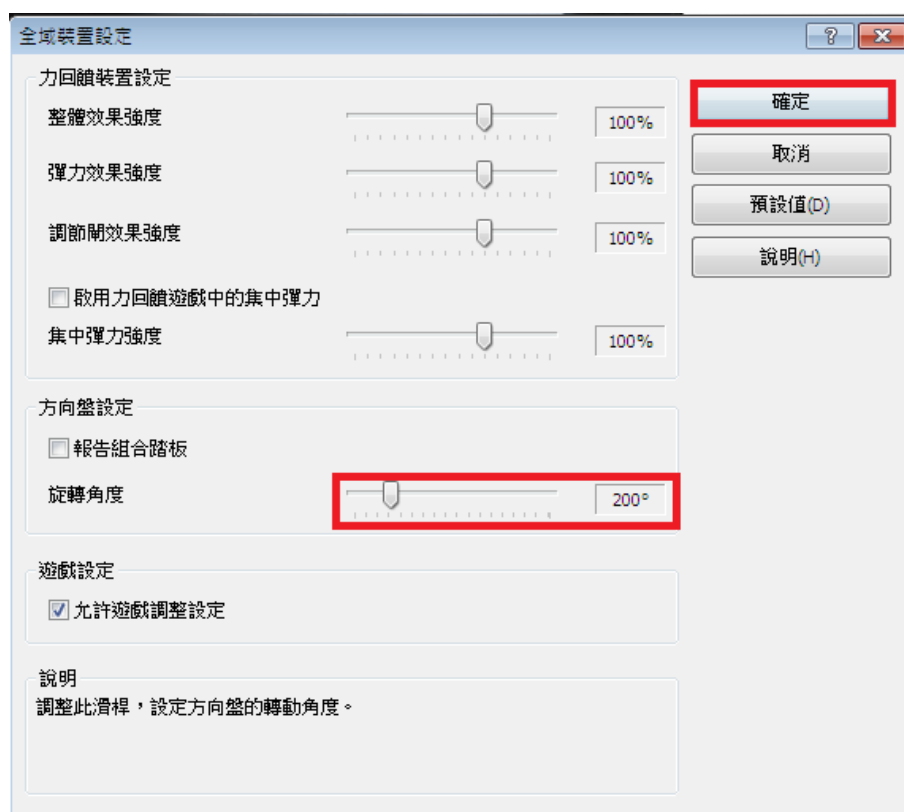 全域裝置設定
力回饋裝置設定
整體效果強度 100%
彈力效果強度 100%
調節閘效果強度 100%
啟用力回饋遊戲中的集中彈力
集中彈力強度 100%
方向盤設定
報告組合踏板
旋轉角度 200°
遊戲設定
允許遊戲調整設定
說明
調整此滑桿，設定方向盤的轉動角度。
確定
取消
預設值(D)
說明(H)